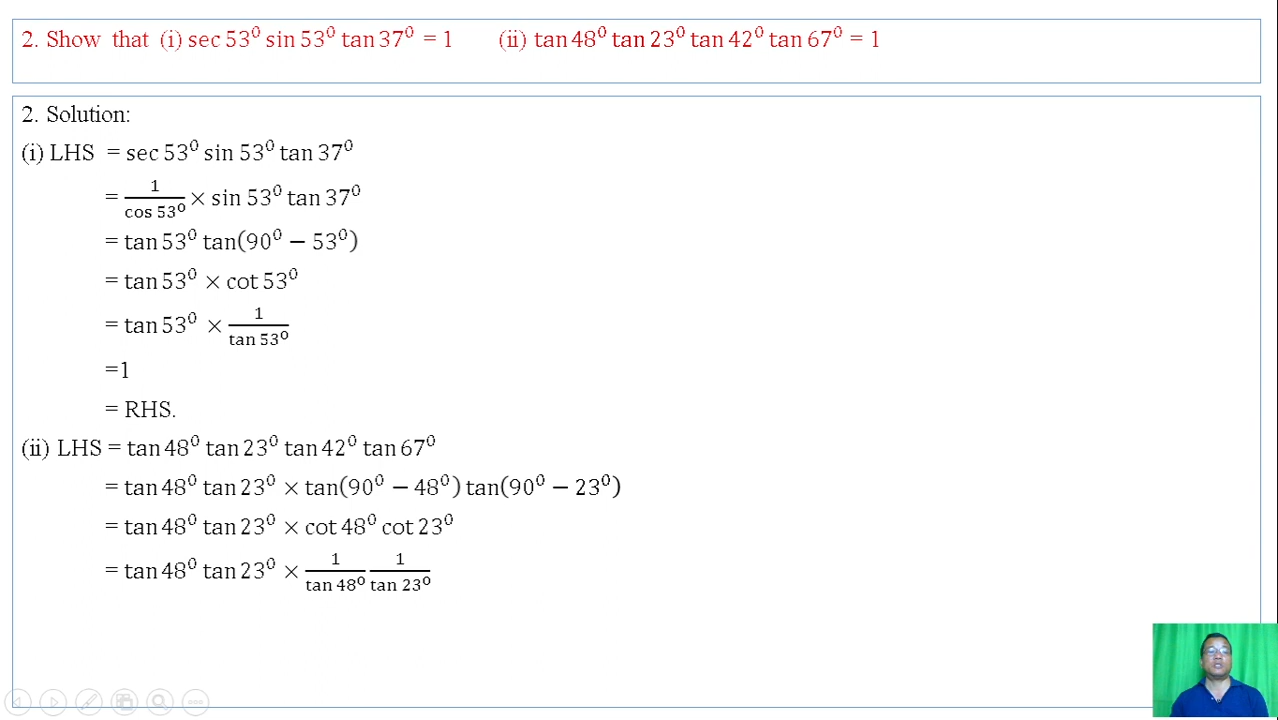 2. Show that (i) sec 53⁰ sin 53⁰ tan 37⁰ = 1 (ii) tan 48⁰ tan 23⁰ tan 42⁰ tan 67⁰ = 1
2. Solution:
(i) LHS = sec 53⁰ sin 53⁰ tan 37⁰
= 1/cos 53⁰ × sin 53⁰ tan 37⁰
= tan 53⁰ tan(90⁰ − 53⁰)
= tan 53⁰ × cot 53⁰
= tan 53⁰ × 1/tan 53⁰
=1
= RHS.
(ii) LHS = tan 48⁰ tan 23⁰ tan 42⁰ tan 67⁰
= tan 48⁰ tan 23⁰ × tan(90⁰ − 48⁰) tan(90⁰ − 23⁰)
= tan 48⁰ tan 23⁰ × cot 48⁰ cot 23⁰
= tan 48⁰ tan 23⁰ × 1/tan 48⁰ 1/tan 23⁰